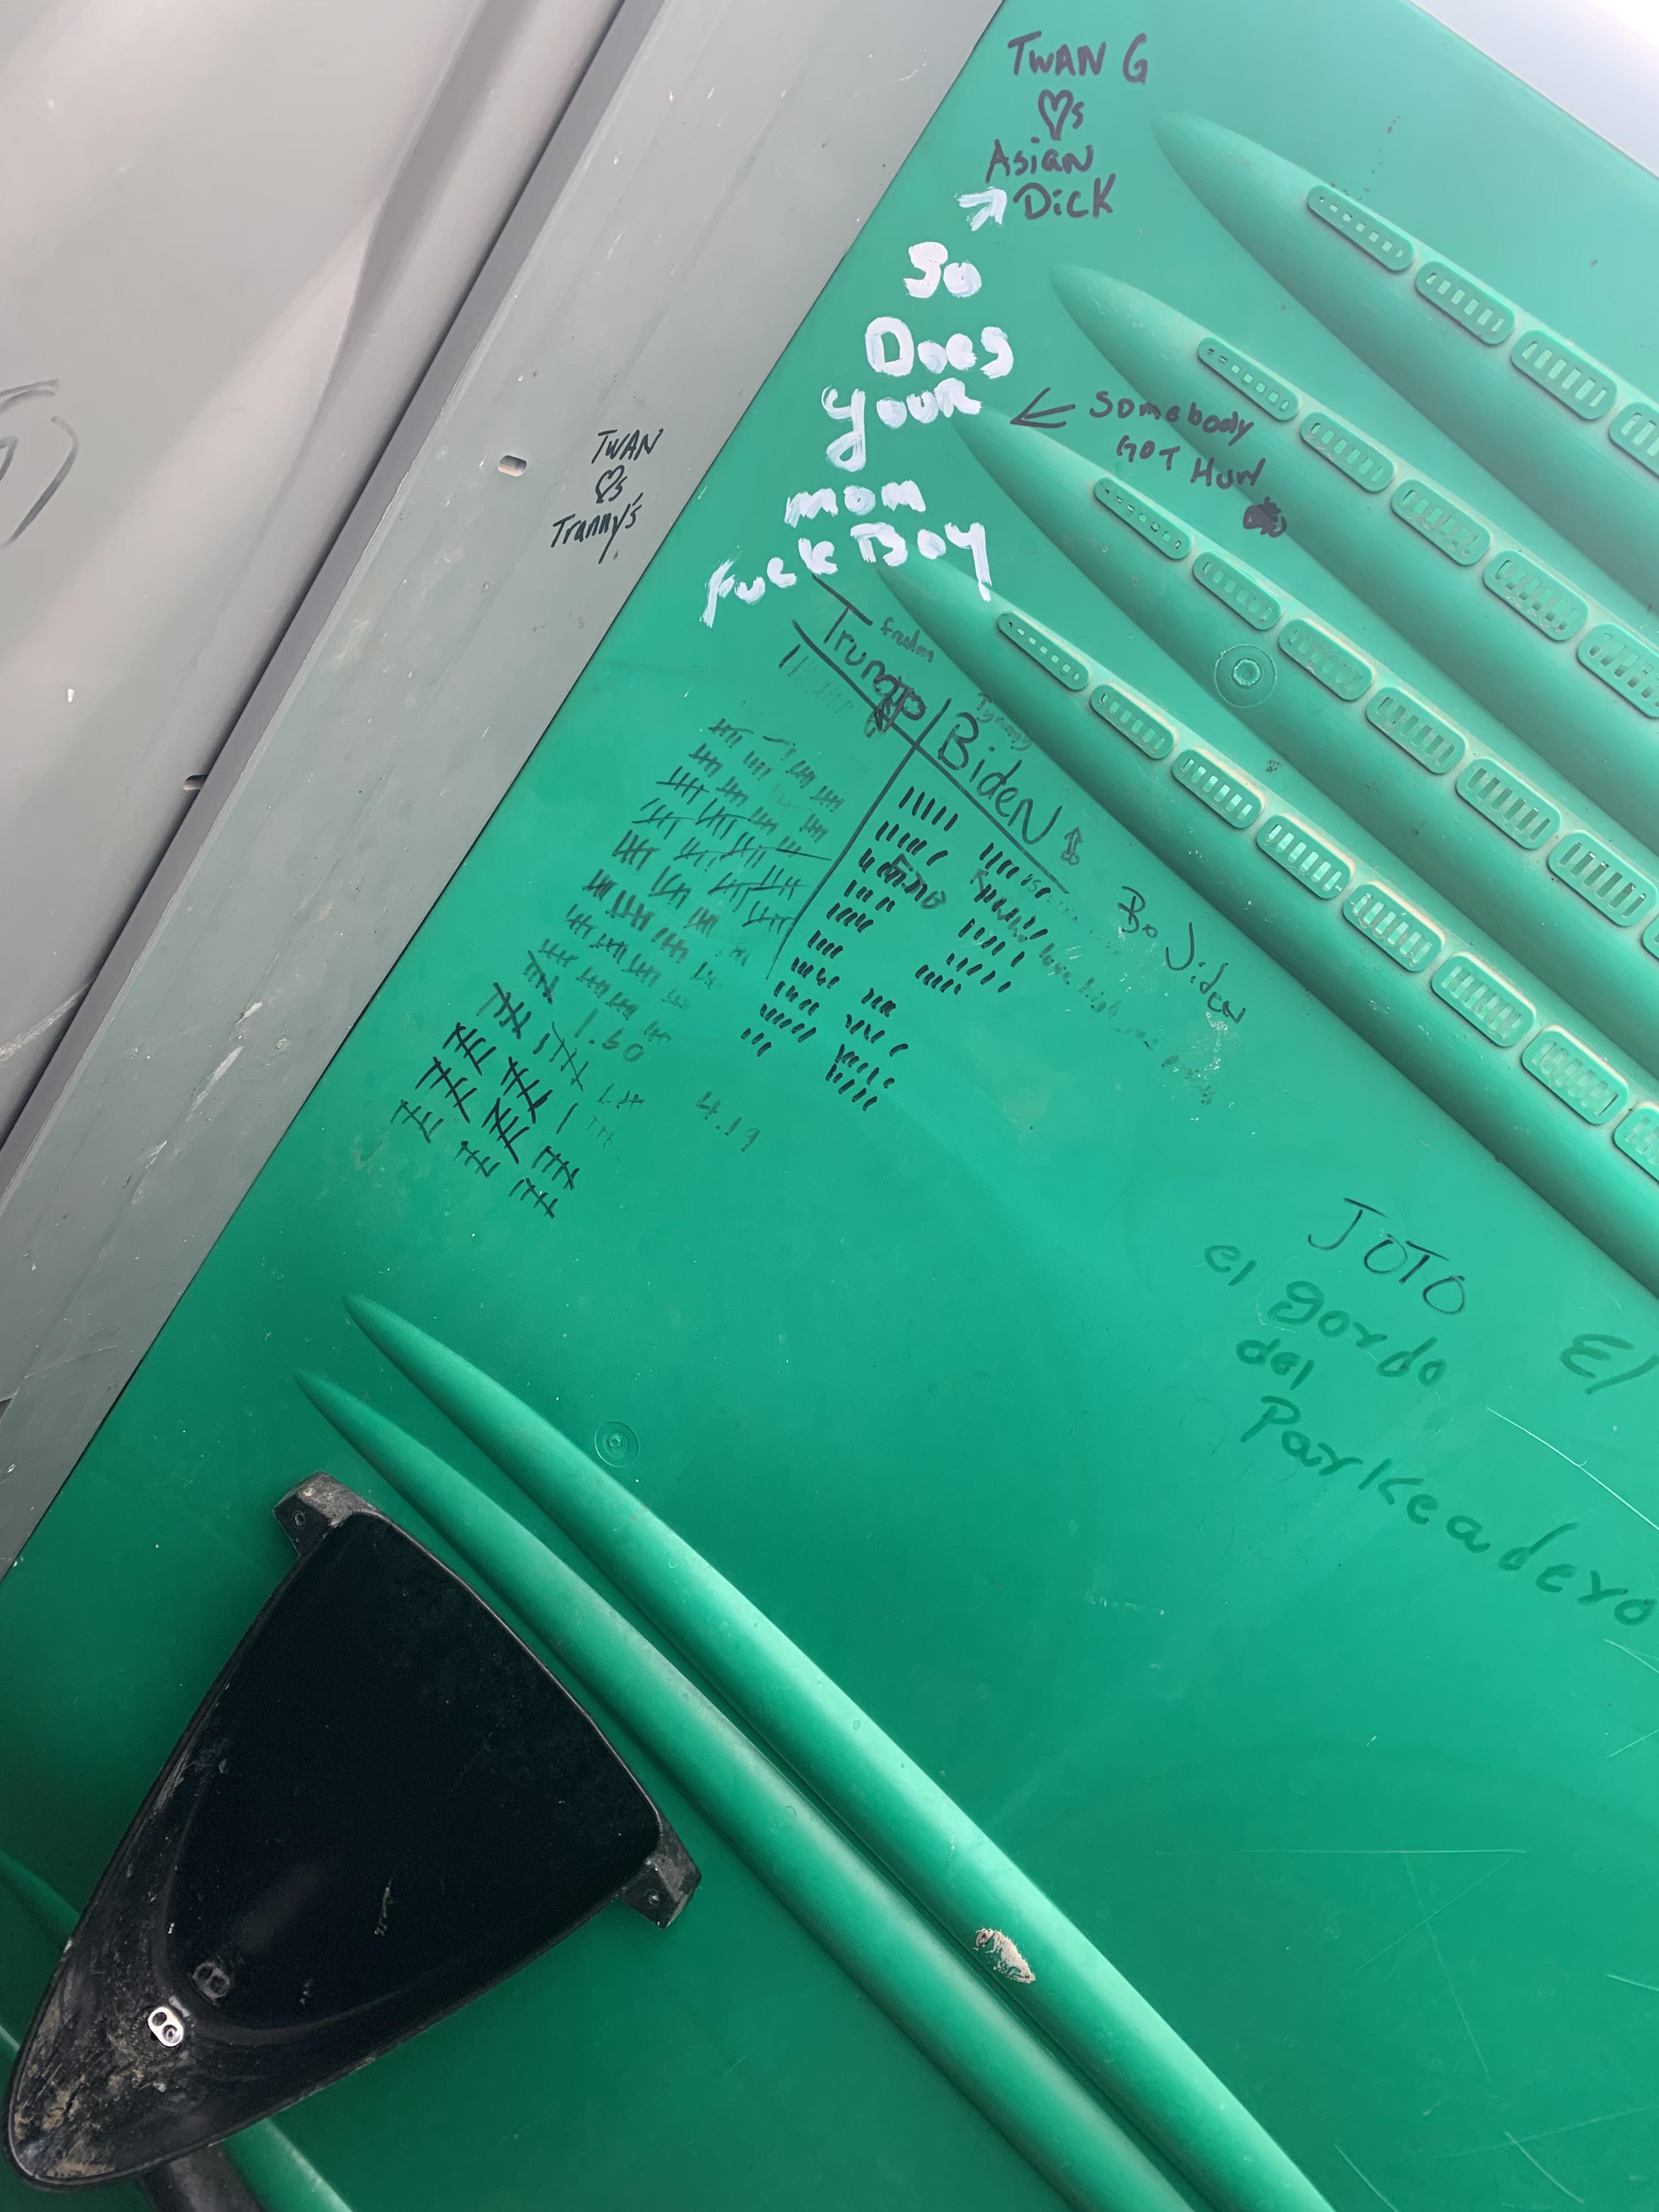 TWAN G
♡s
Asian
Dick
So
Does
your
mom
Fuck Boy
Somebody
GOT Hurt
TWAN
♡s
Tranny's
Trump
Biden
Bo Jiden
1.60
4.19
JOTO
El
el gordo
del
Parkeadero